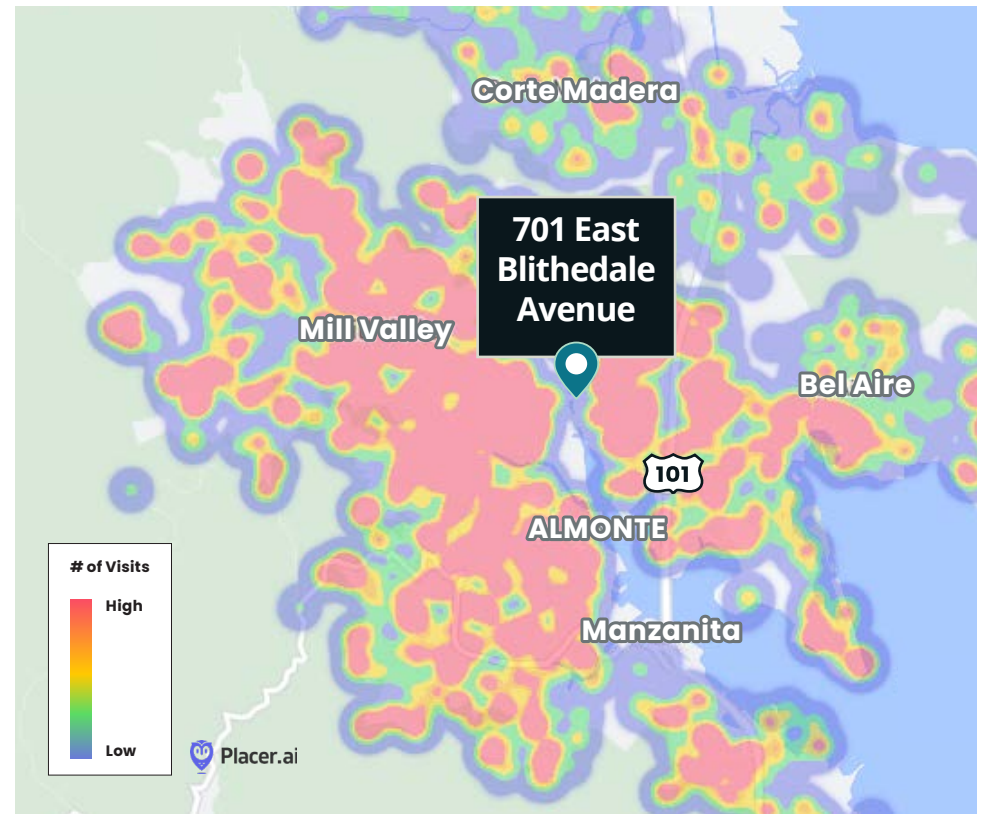 Corte Madera
701 East
Blithedale
Avenue
Mill Valley
Bel Aire
101
ALMONTE
# of Visits
High
Manzanita
Low
Placer.ai